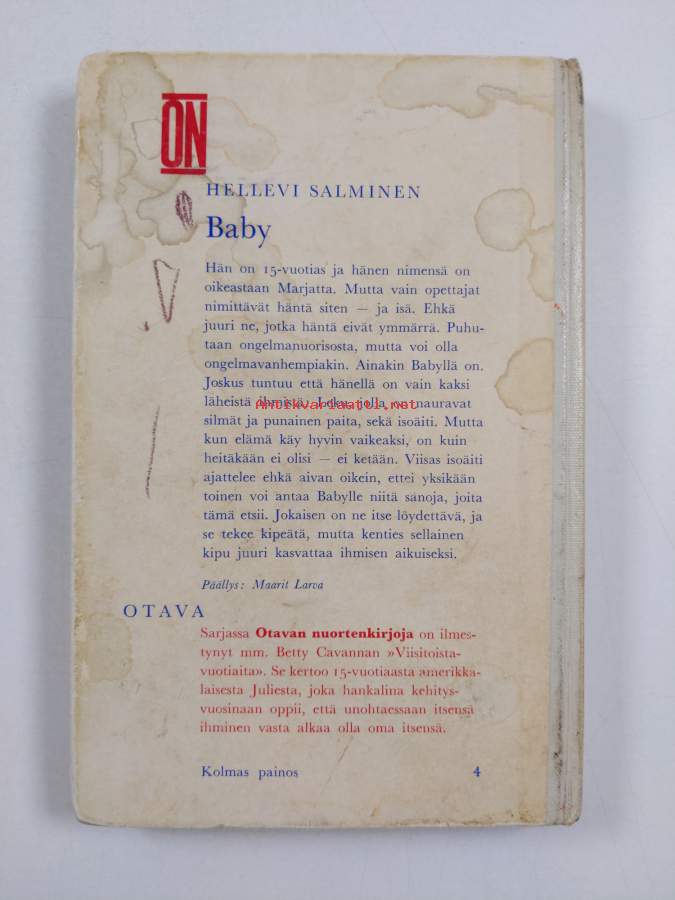 ON
HELLEVI SALMINEN
Baby
Hän on 15-vuotias ja hänen nimensä on
oikeastaan Marjatta. Mutta vain opettajat
nimittävät häntä siten — ja isä. Ehkä
juuri ne, jotka häntä eivät ymmärrä. Puhu-
taan ongelmanuorisosta, mutta voi olla
ongelmavanhempiakin. Ainakin Babyllä on.
Joskus tuntuu että hänellä on vain kaksi
läheistä ihmistä: Leku, jolla on nauravat
Antikvariaatti.net
silmät ja punainen paita, sekä isoäiti. Mutta
kun elämä käy hyvin vaikeaksi, on kuin
heitäkään ei olisi — ei ketään. Viisas isoäiti
ajattelee ehkä aivan oikein, ettei yksikään
toinen voi antaa Babylle niitä sanoja, joita
tämä etsii. Jokaisen on ne itse löydettävä, ja
se tekee kipeätä, mutta kenties sellainen
kipu juuri kasvattaa ihmisen aikuiseksi.
Päällys: Maarit Larva
OTAVA
Sarjassa Otavan nuortenkirjoja on ilmes-
tynyt mm. Betty Cavannan »Viisitoista-
vuotiaita». Se kertoo 15-vuotiaasta amerikka-
laisesta Juliesta, joka hankalina kehitys-
vuosinaan oppii, että unohtaessaan itsensä
ihminen vasta alkaa olla oma itsensä.
Kolmas painos 4